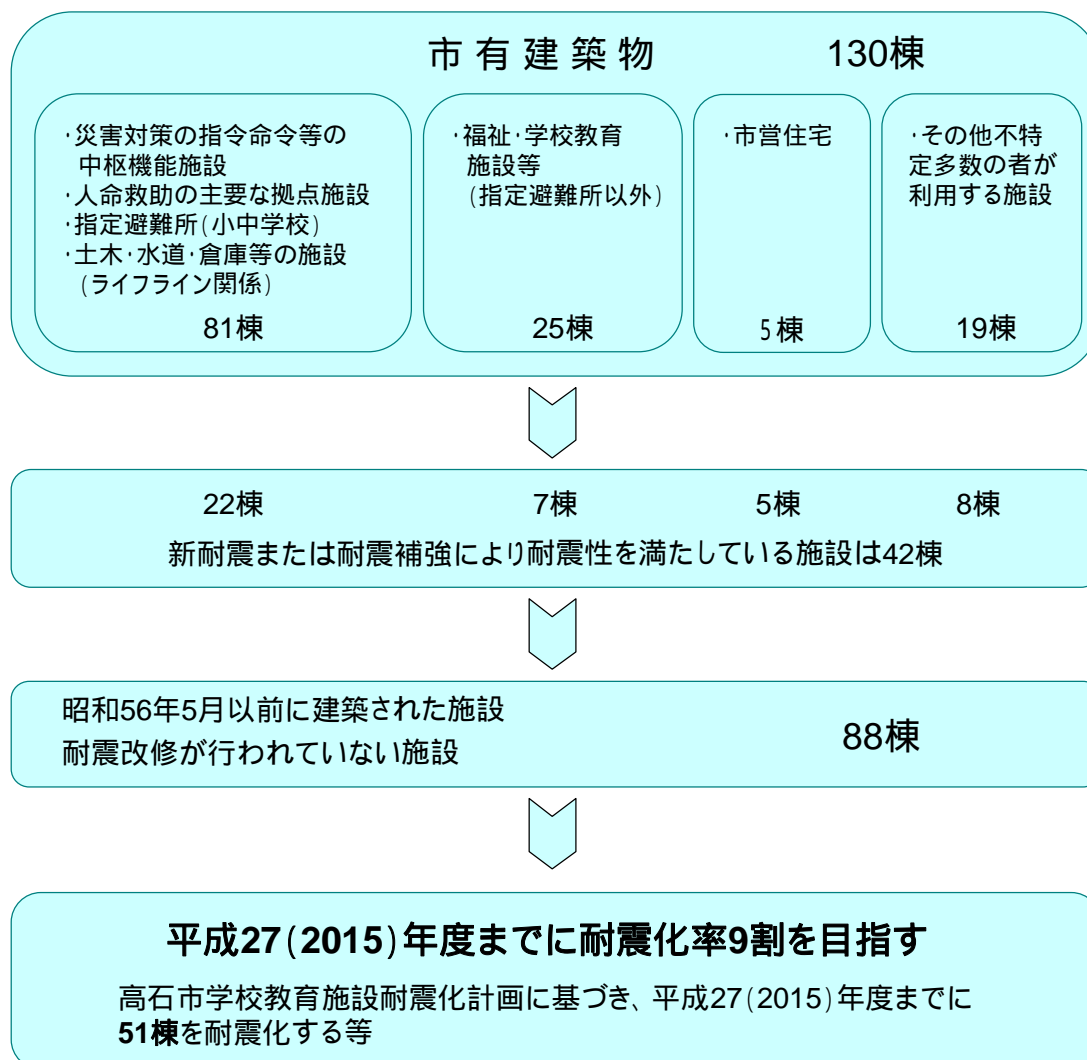 市有建築物 130棟
･災害対策の指令命令等の
中枢機能施設
･人命救助の主要な拠点施設
･指定避難所(小中学校)
･土木･水道･倉庫等の施設
(ライフライン関係)
81棟
･福祉･学校教育
施設等
(指定避難所以外)
25棟
･市営住宅
5棟
･その他不特
定多数の者が
利用する施設
19棟
22棟 7棟 5棟 8棟
新耐震または耐震補強により耐震性を満たしている施設は42棟
昭和56年5月以前に建築された施設
耐震改修が行われていない施設
88棟
平成27(2015)年度までに耐震化率9割を目指す
高石市学校教育施設耐震化計画に基づき、平成27(2015)年度までに
51棟を耐震化する等